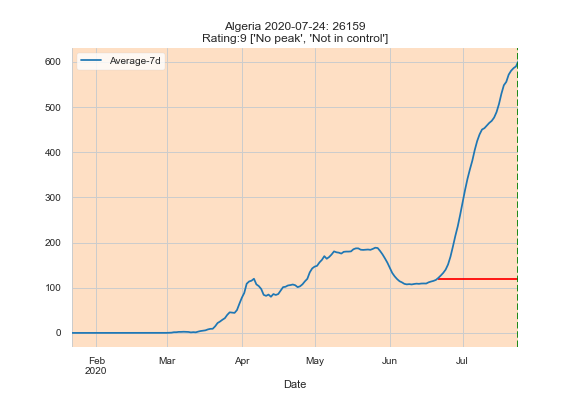 Algeria 2020-07-24: 26159
Rating:9 ['No peak', 'Not in control']
Average-7d
600
500
400
300
200
100
0
Feb Mar Apr May Jun Jul
2020
Date